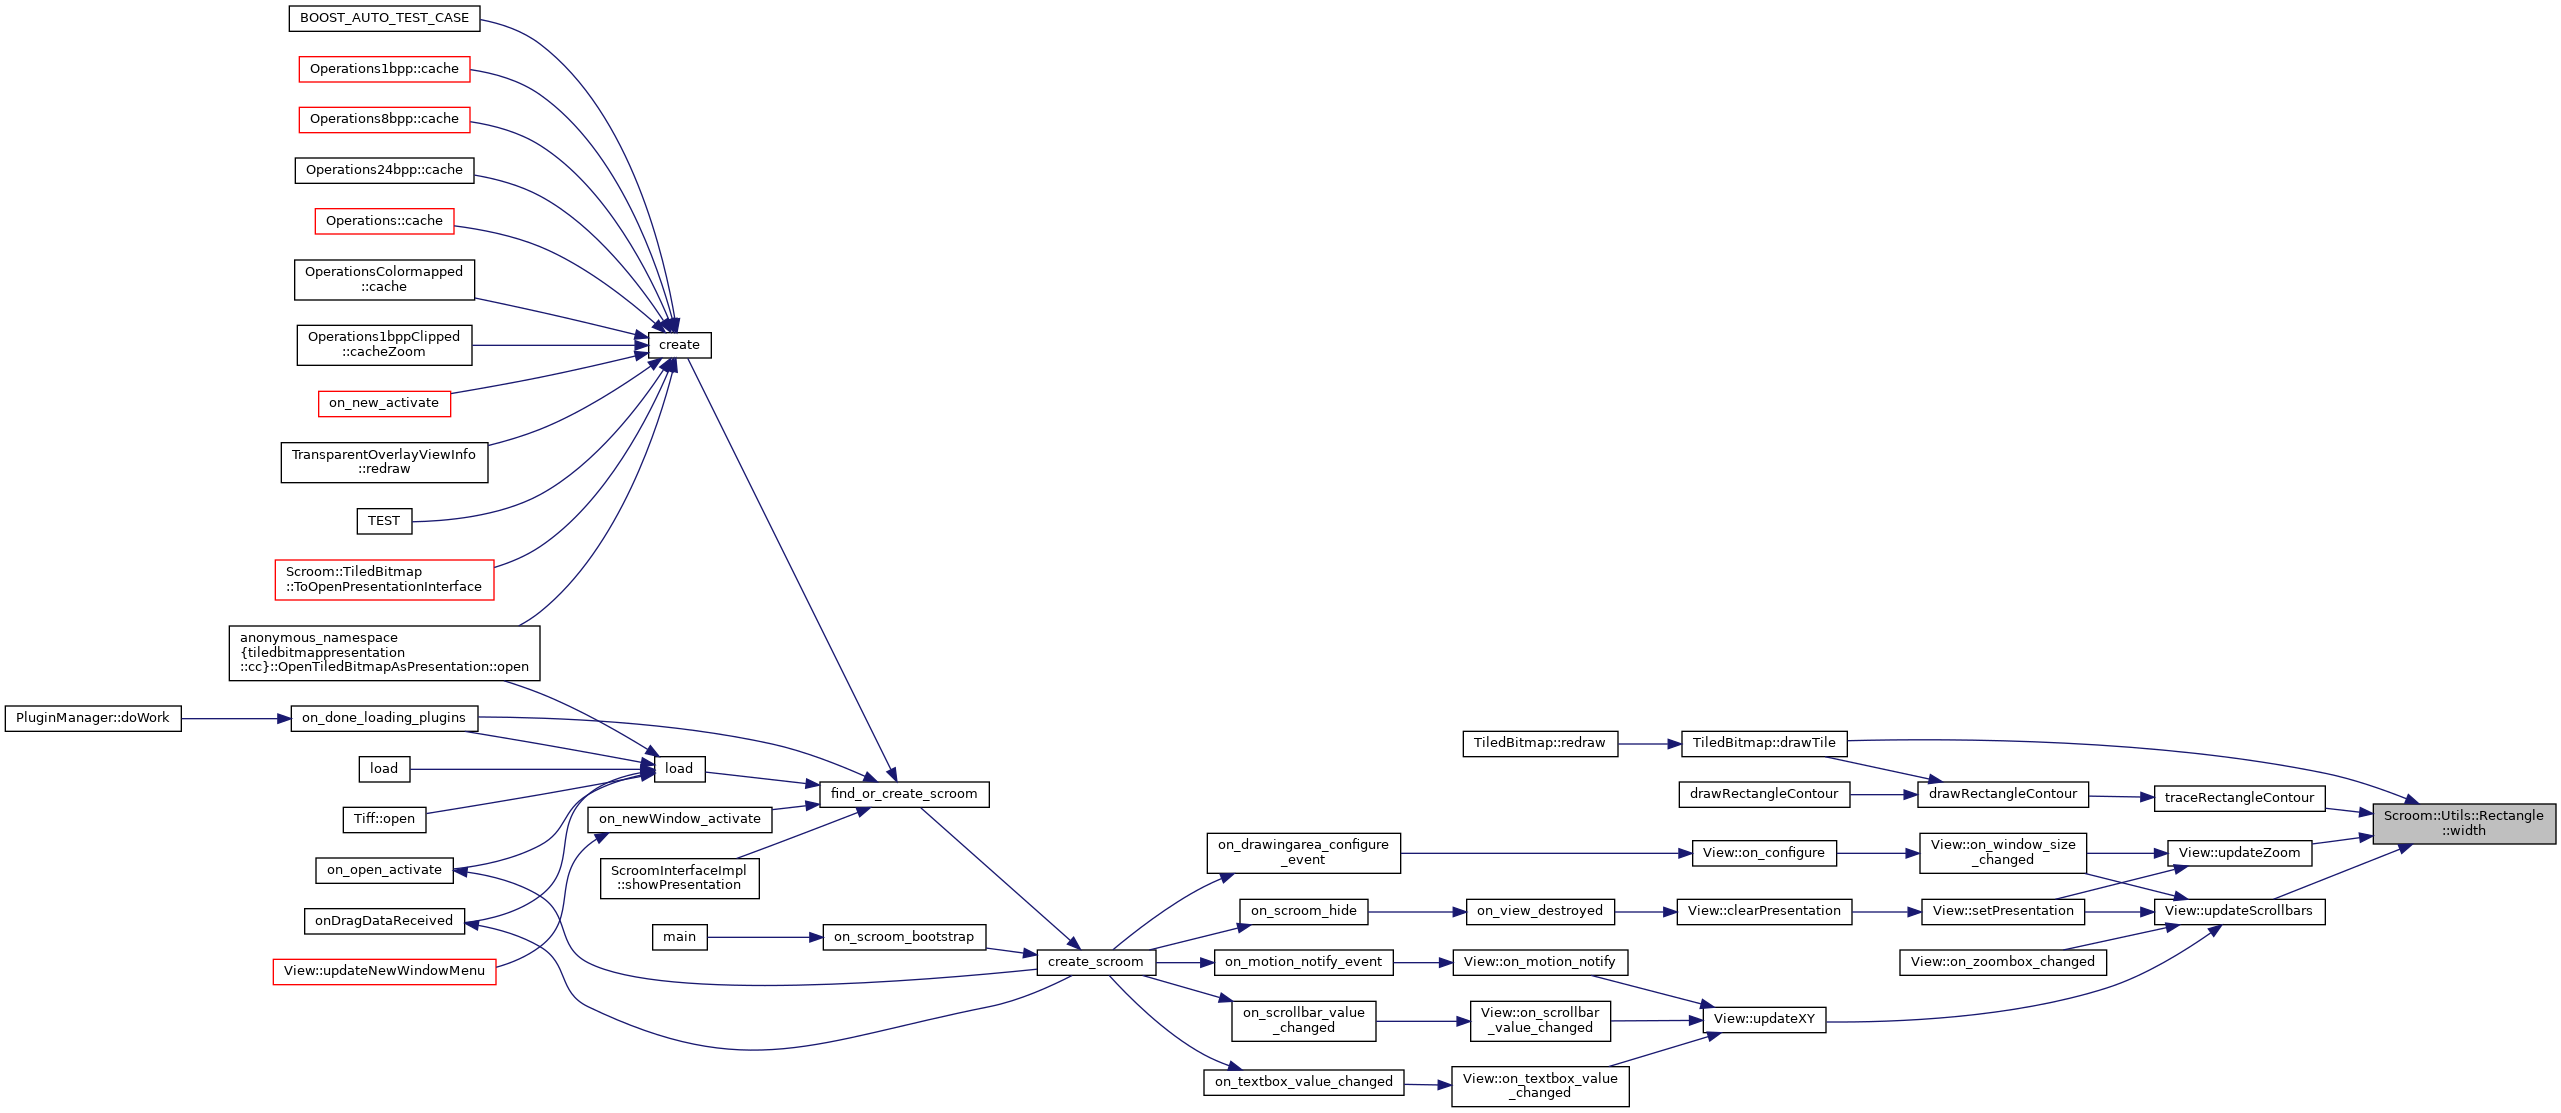 BOOST_AUTO_TEST_CASE
Operations1bpp::cache
Operations8bpp::cache
Operations24bpp::cache
Operations::cache
OperationsColormapped
::cache
Operations1bppClipped
::cacheZoom
create
on_new_activate
TransparentOverlayViewInfo
::redraw
TEST
Scroom::TiledBitmap
::ToOpenPresentationInterface
anonymous_namespace
{tiledbitmappresentation
::cc}::OpenTiledBitmapAsPresentation::open
PluginManager::doWork
on_done_loading_plugins
load
load
Tiff::open
on_open_activate
onDragDataReceived
View::updateNewWindowMenu
find_or_create_scroom
on_newWindow_activate
ScroomInterfaceImpl
::showPresentation
main
on_scroom_bootstrap
create_scroom
on_drawingarea_configure
_event
on_scroom_hide
on_motion_notify_event
on_scrollbar_value
_changed
on_textbox_value_changed
TiledBitmap::redraw
TiledBitmap::drawTile
drawRectangleContour
drawRectangleContour
traceRectangleContour
Scroom::Utils::Rectangle
::width
View::on_configure
View::on_window_size
_changed
View::updateZoom
on_view_destroyed
View::clearPresentation
View::setPresentation
View::updateScrollbars
View::on_zoombox_changed
View::on_motion_notify
View::on_scrollbar
_value_changed
View::updateXY
View::on_textbox_value
_changed